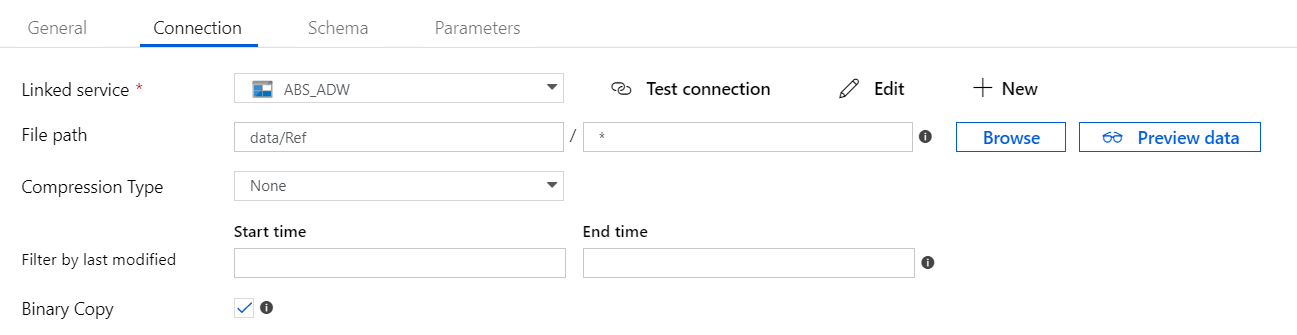 General Connection Schema Parameters
Linked service * ABS_ADW Test connection Edit New
File path data/Ref / * Browse Preview data
Compression Type None
Start time End time
Filter by last modified
Binary Copy